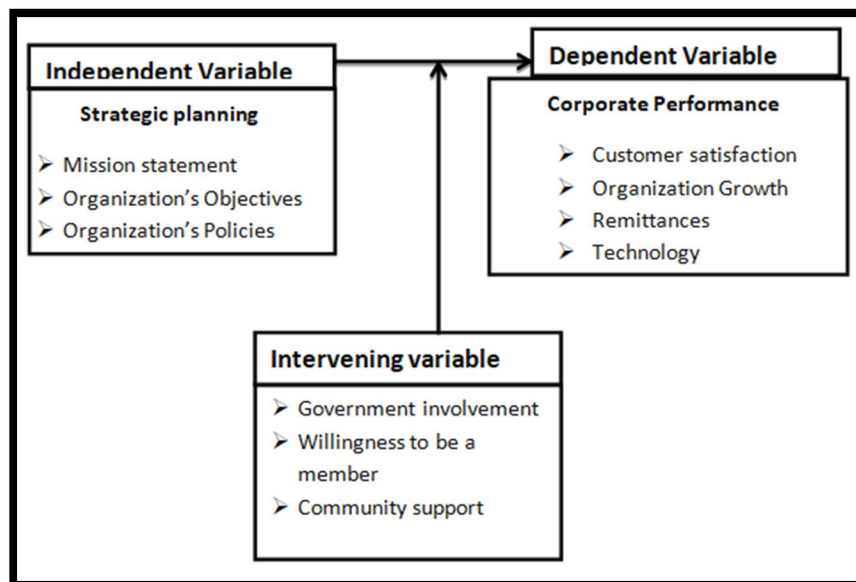 Independent Variable
Strategic planning
➢ Mission statement
➢ Organization's Objectives
➢ Organization's Policies
Dependent Variable
Corporate Performance
➢ Customer satisfaction
➢ Organization Growth
➢ Remittances
➢ Technology
Intervening variable
➢ Government involvement
➢ Willingness to be a
member
➢ Community support